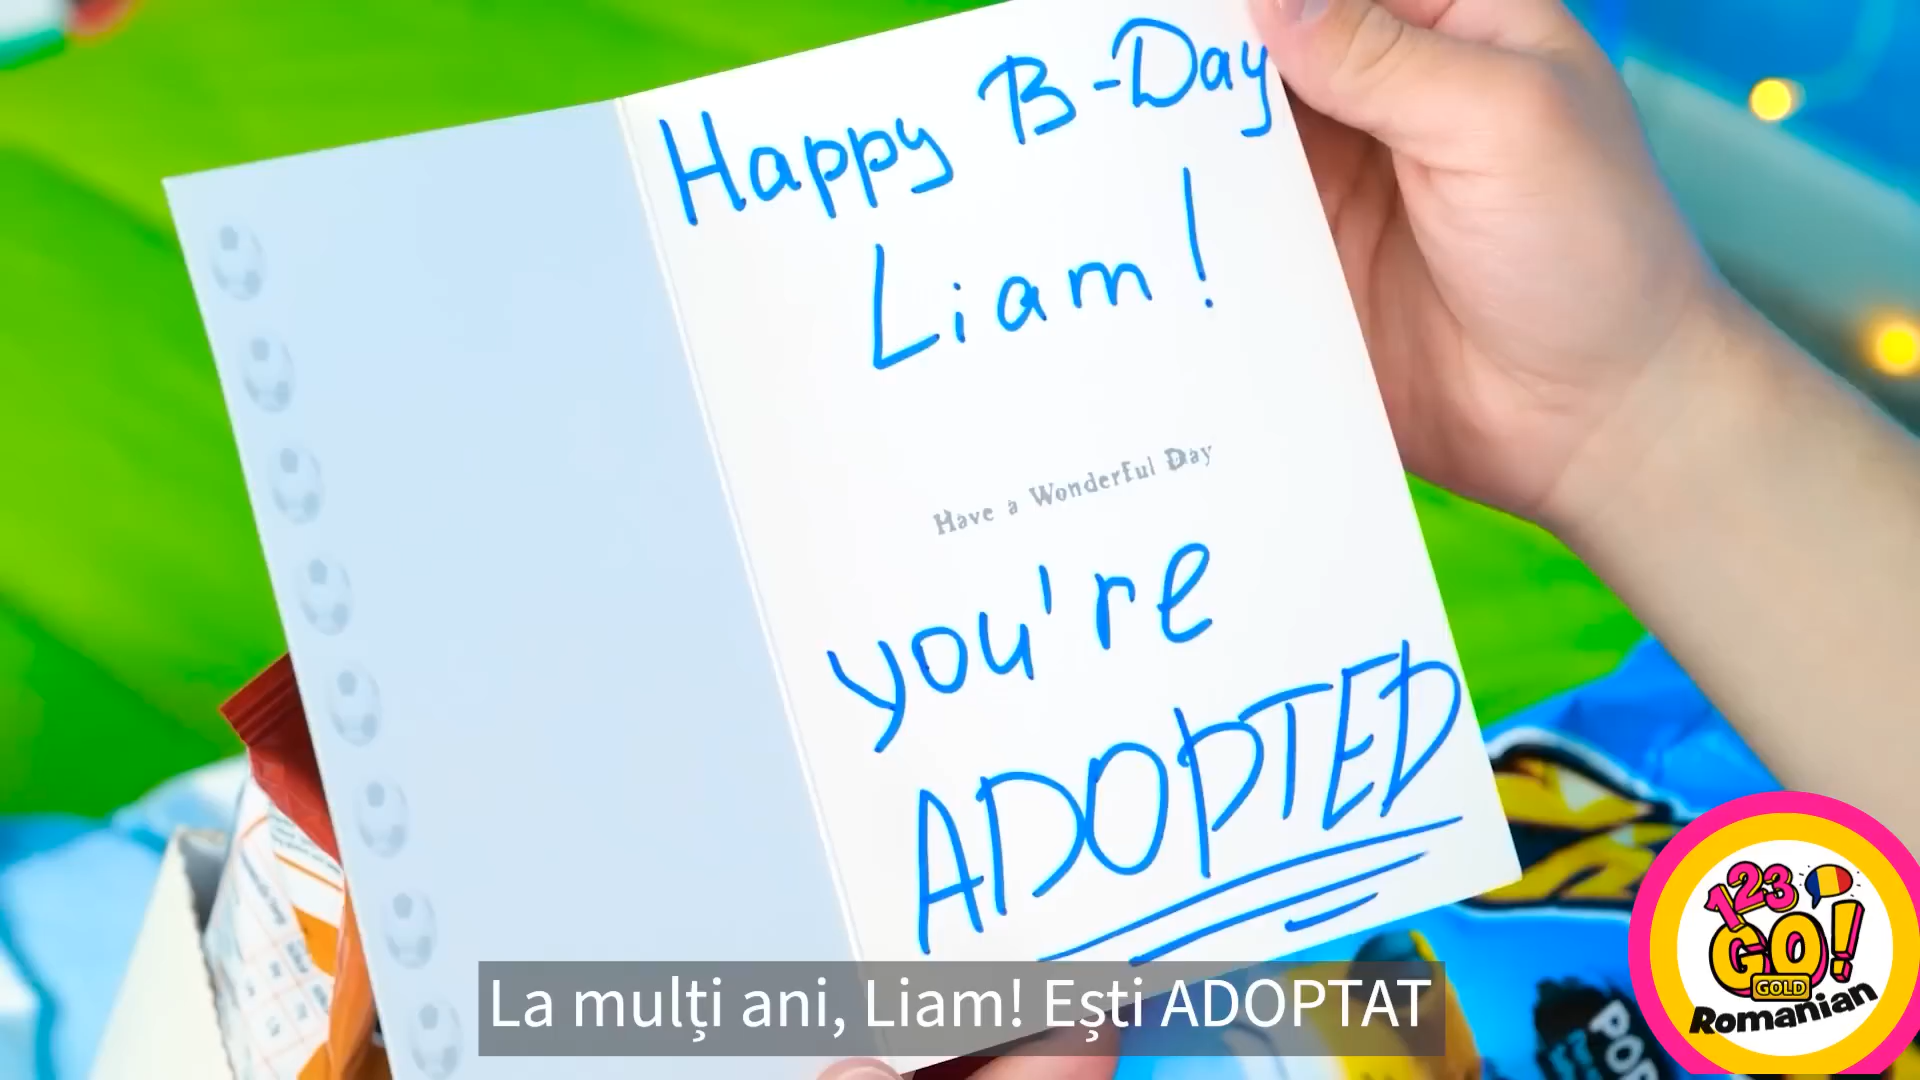 Happy B-Day
Liam!
Have a Wonderful Day
you're
ADOPTED
La mulți ani, Liam! Ești ADOPTAT
123
GO!
GOLD
Romanian